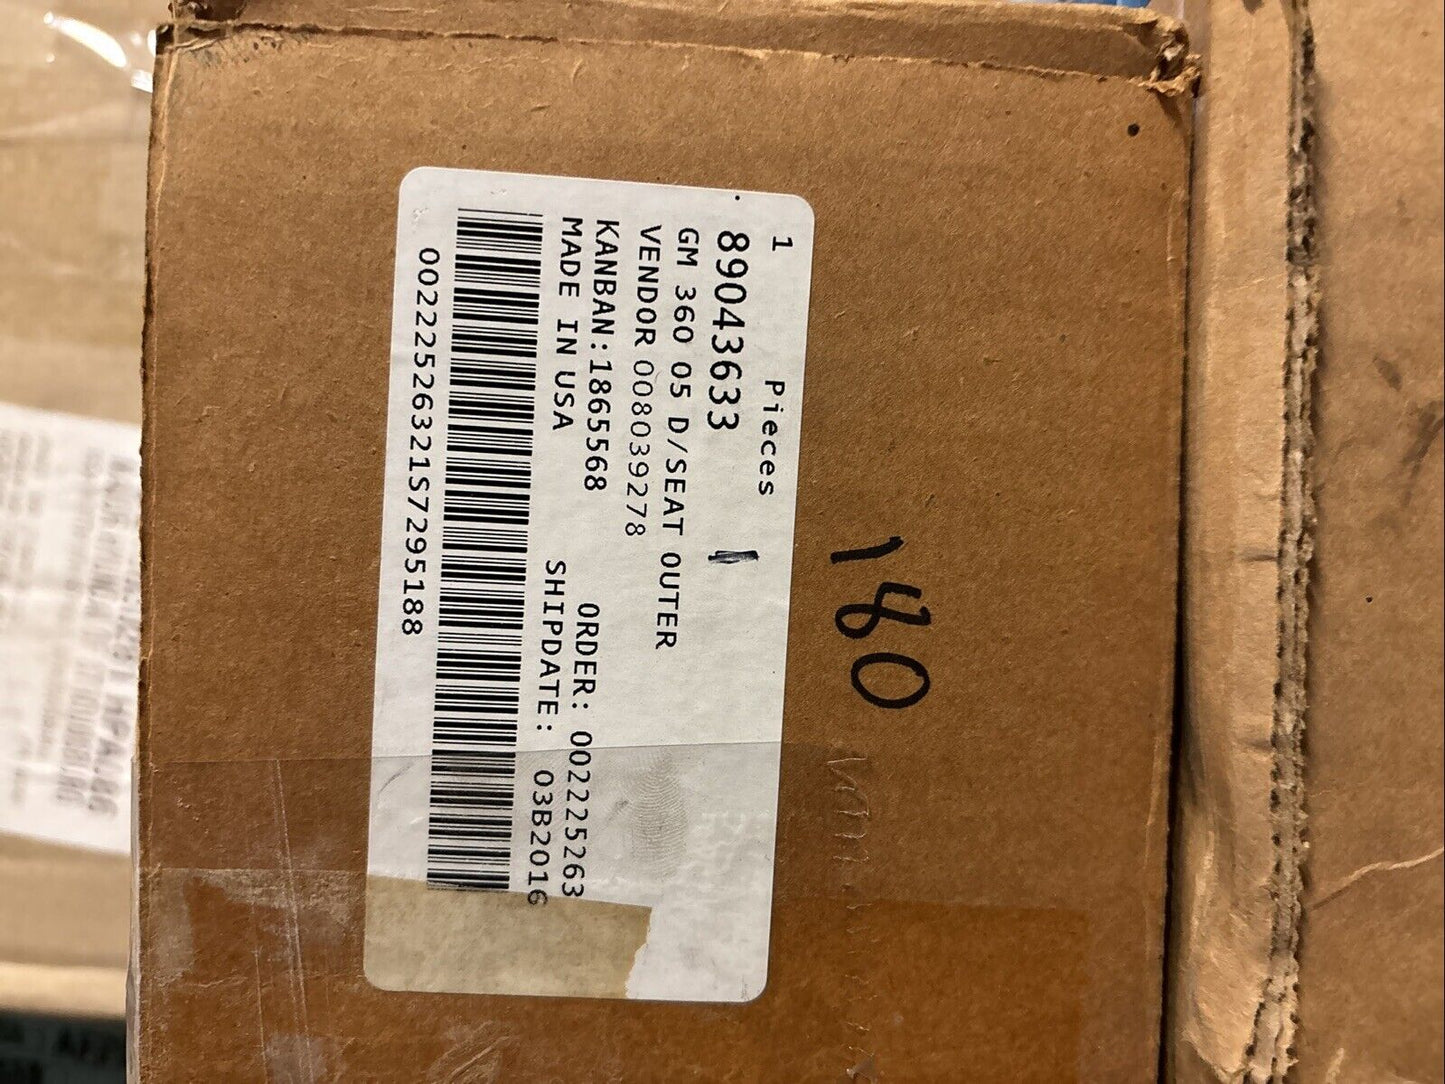 1 Pieces
89043633
GM 360 05 D/SEAT OUTER
VENDOR 008039278
KANBAN:1865568 ORDER: 002225263
MADE IN USA SHIPDATE: 03B2016
00222526321S7295188
180